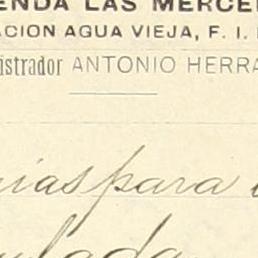 ENDA LAS MERCE
ACION AGUA VIEJA, F. I.
istrador ANTONIO HERRA
ias para
ulada